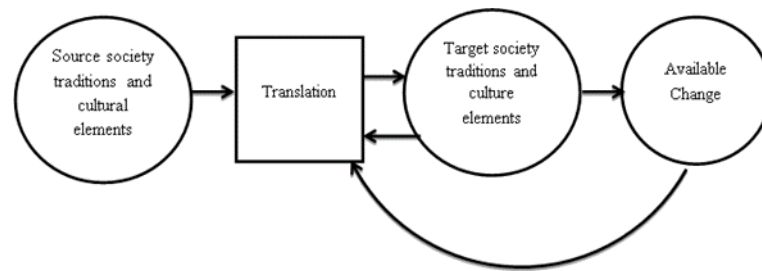 Source society
traditions and
cultural
elements
Translation
Target society
traditions and
culture
elements
Available
Change